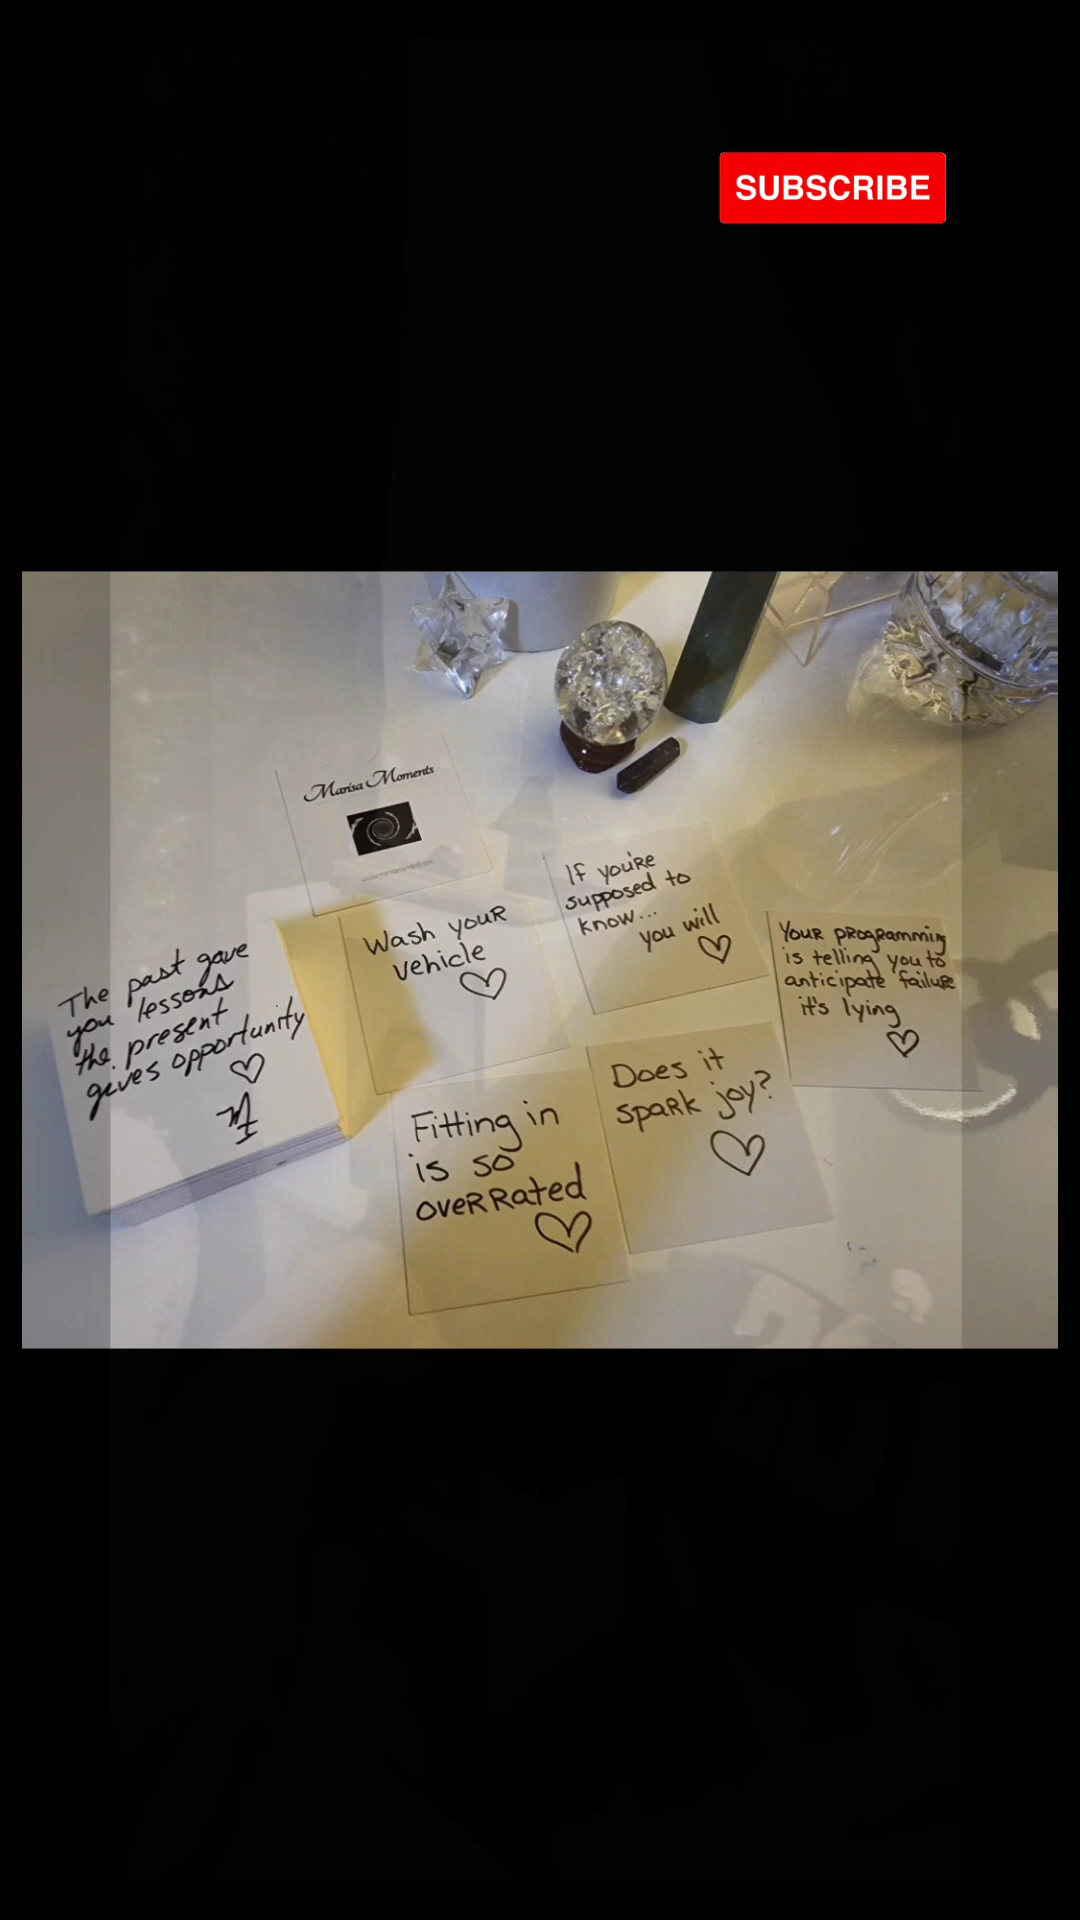 SUBSCRIBE
Marisa Moments
If you're
supposed to
know...
you will
Wash your
vehicle
Your programming
is telling you to
anticipate failure
it's lying
The past gave
you lessons
the present
gives opportunity
M
Does it
spark joy?
Fitting in
is so
overrated